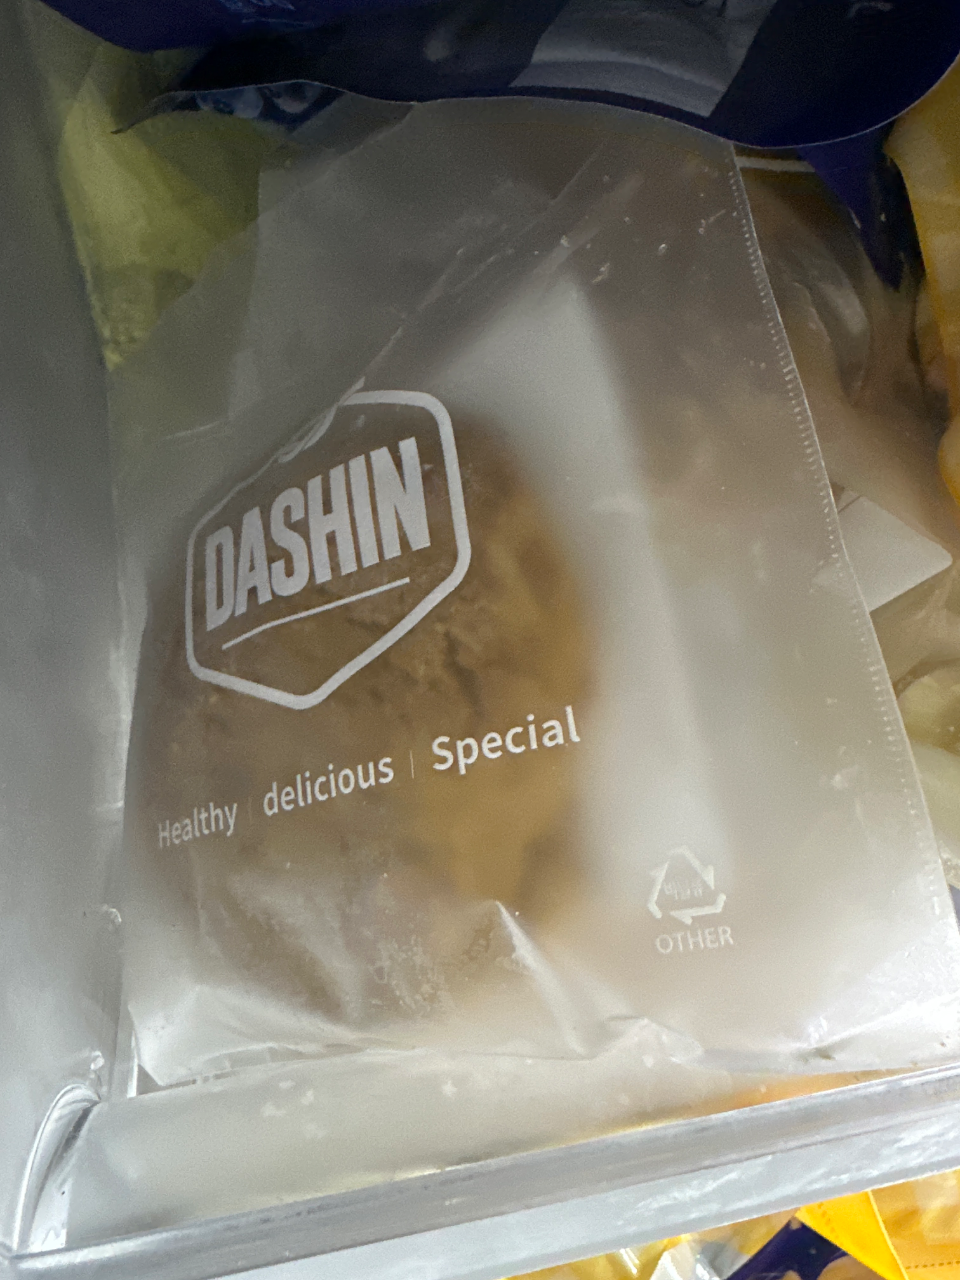 DASHIN
Healthy | delicious | Special
OTHER